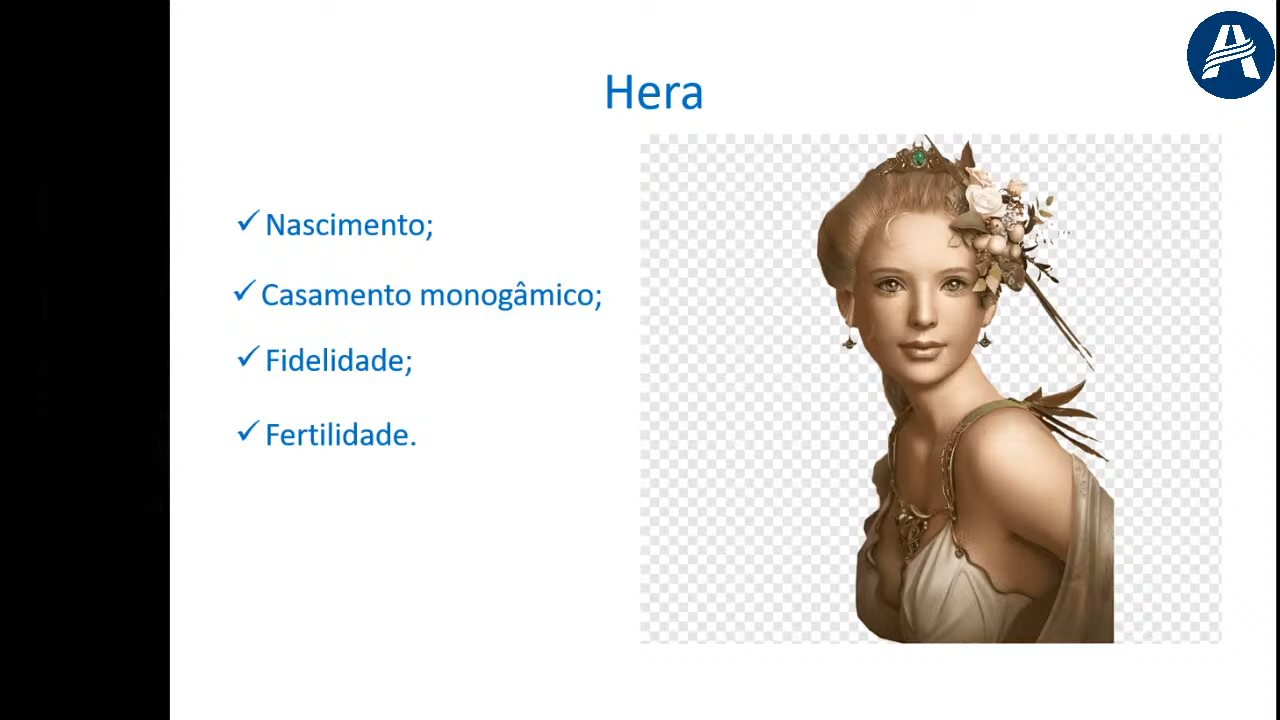 Hera
✓ Nascimento;
✓ Casamento monogâmico;
✓ Fidelidade;
✓ Fertilidade.